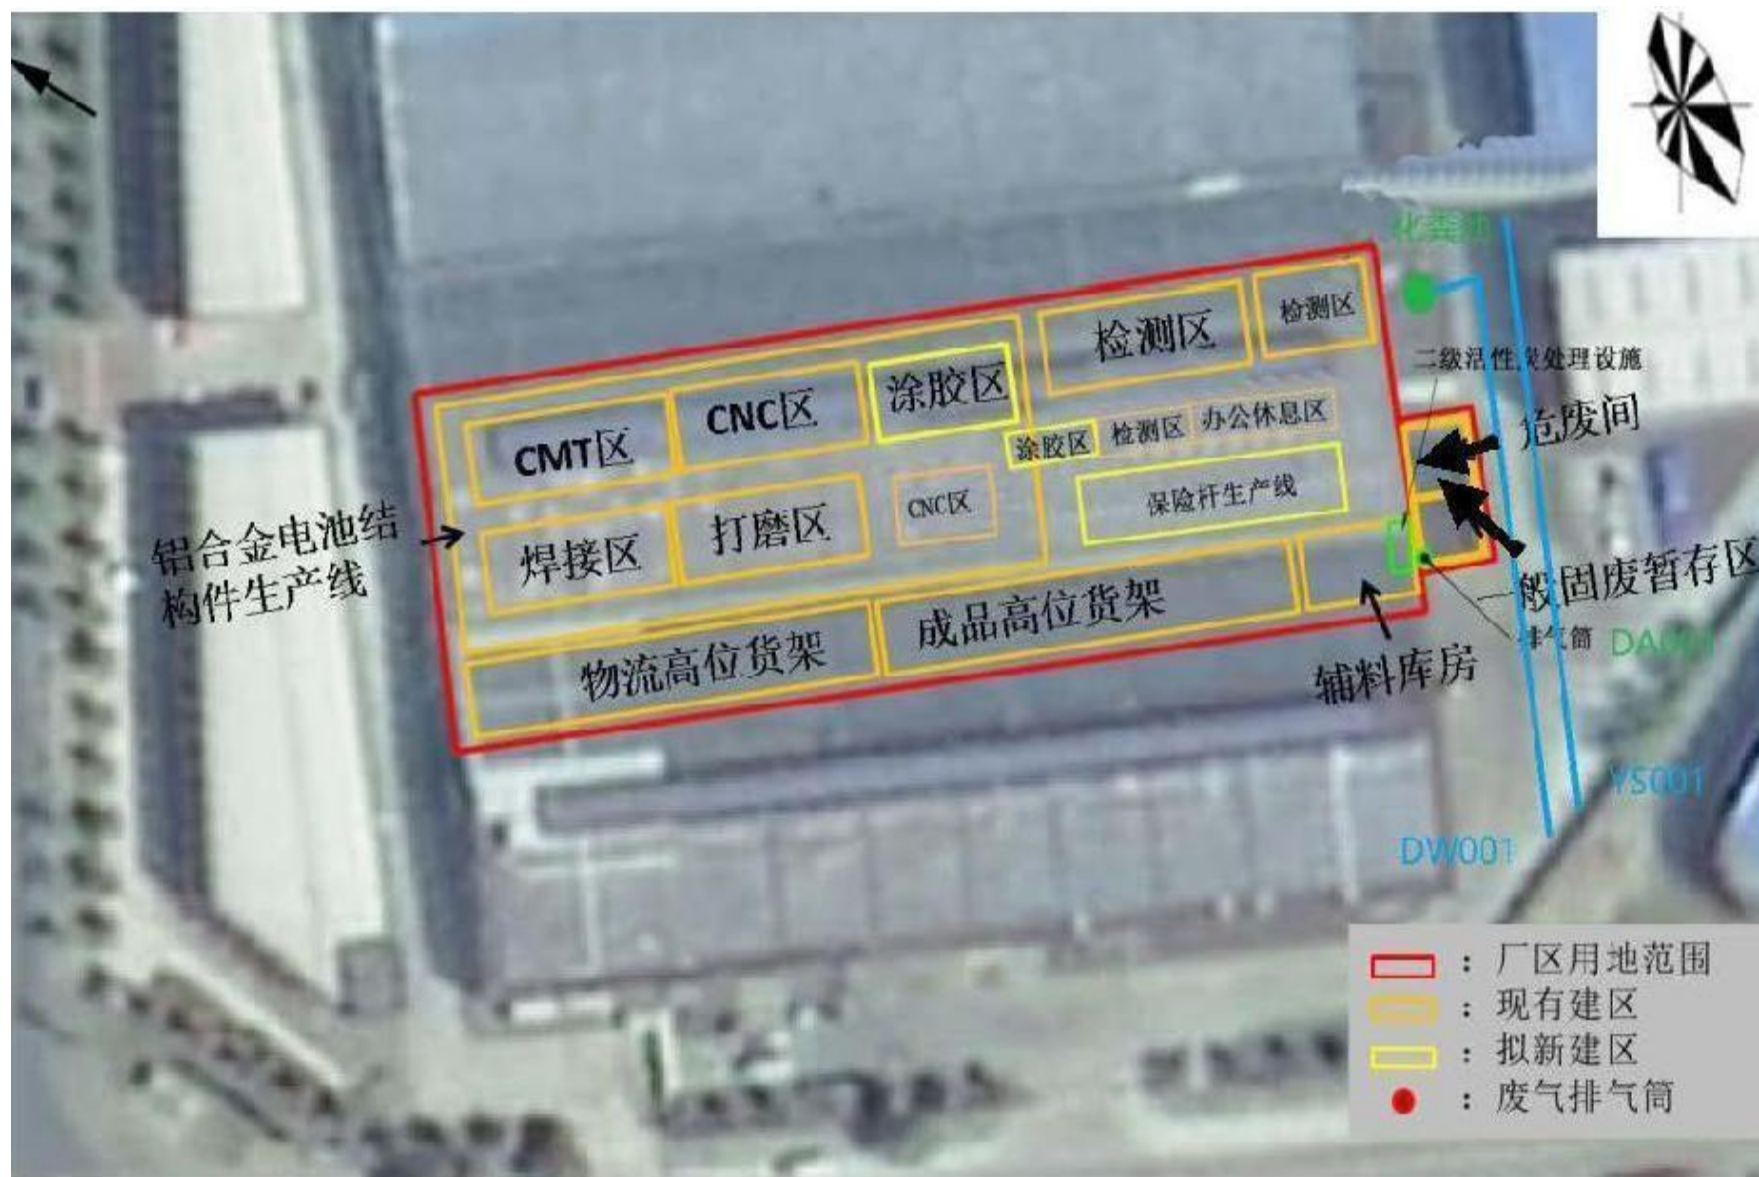 化粪池
检测区
检测区
二级活性炭处理设施
涂胶区
CNC区
CMT区
涂胶区
检测区
办公休息区
危废间
保险杆生产线
CNC区
打磨区
焊接区
铝合金电池结
构件生产线
一般固废暂存区
成品高位货架
物流高位货架
排气筒
DA001
辅料库房
YS001
DW001
：厂区用地范围
：现有建区
：拟新建区
：废气排气筒